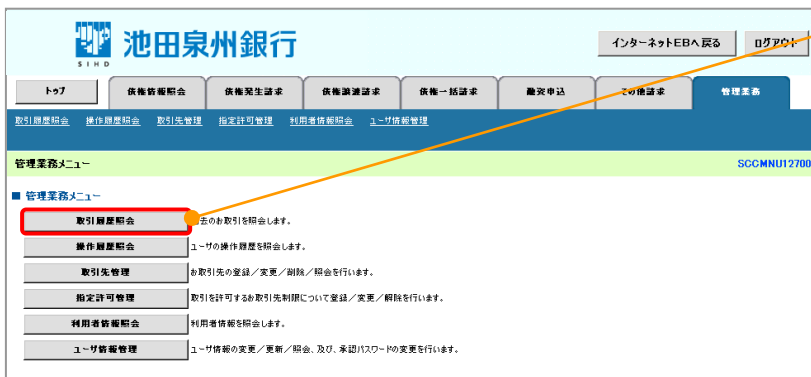 池田泉州銀行
SIHD
インターネットEBへ戻る
ログアウト
トップ
債権情報照会
債権発生請求
債権譲渡請求
債権一括請求
融資申込
その他請求
管理業務
取引履歴照会 操作履歴照会 取引先管理 指定許可管理 利用者情報照会 ユーザ情報管理
管理業務メニュー
SCCMNU12700
■ 管理業務メニュー
取引履歴照会
去のお取引を照会します。
操作履歴照会
ユーザの操作履歴を照会します。
取引先管理
お取引先の登録／変更／削除／照会を行います。
指定許可管理
取引を許可するお取引先制限について登録／変更／解除を行います。
利用者情報照会
利用者情報を照会します。
ユーザ情報管理
ユーザ情報の変更／更新／照会、及び、承認パスワードの変更を行います。